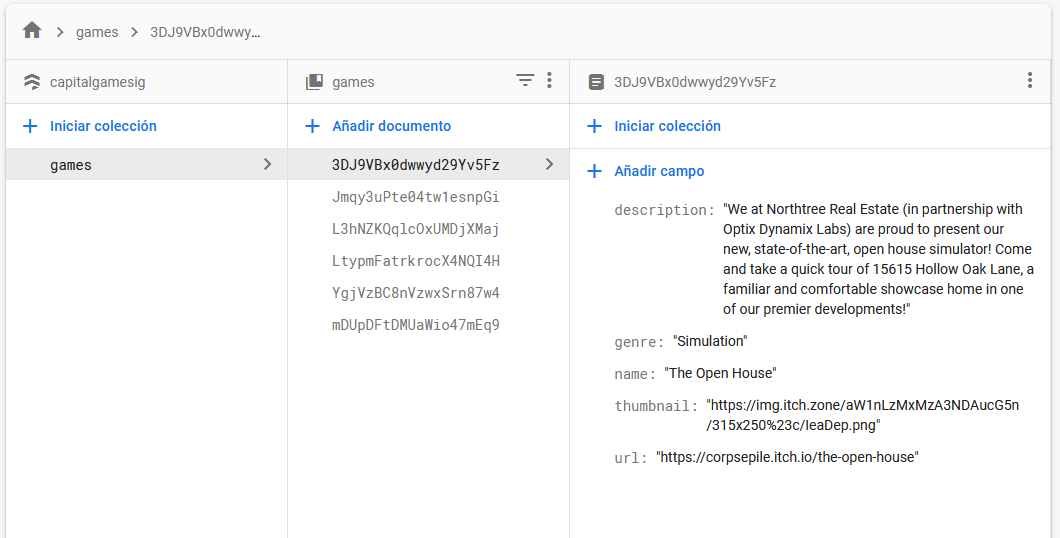 games
3DJ9VBx0dwwy…
capitalgamesig
games
3DJ9VBx0dwwyd29Yv5Fz
Iniciar colección
Añadir documento
Iniciar colección
games
3DJ9VBx0dwwyd29Yv5Fz
Jmqy3uPte04tw1esnpGi
L3hNZKQqlcOxUMDjXMaj
LtypmFatrkrocX4NQI4H
YgjVzBC8nVzwxSrn87w4
mDUpDFtDMUaWio47mEq9
Añadir campo
description: "We at Northtree Real Estate (in partnership with
Optix Dynamix Labs) are proud to present our
new, state-of-the-art, open house simulator! Come
and take a quick tour of 15615 Hollow Oak Lane, a
familiar and comfortable showcase home in one
of our premier developments!"
genre: "Simulation"
name: "The Open House"
thumbnail: "https://img.itch.zone/aW1nLzMxMzA3NDAucG5n
/315x250%23c/IeaDep.png"
url: "https://corpsepile.itch.io/the-open-house"